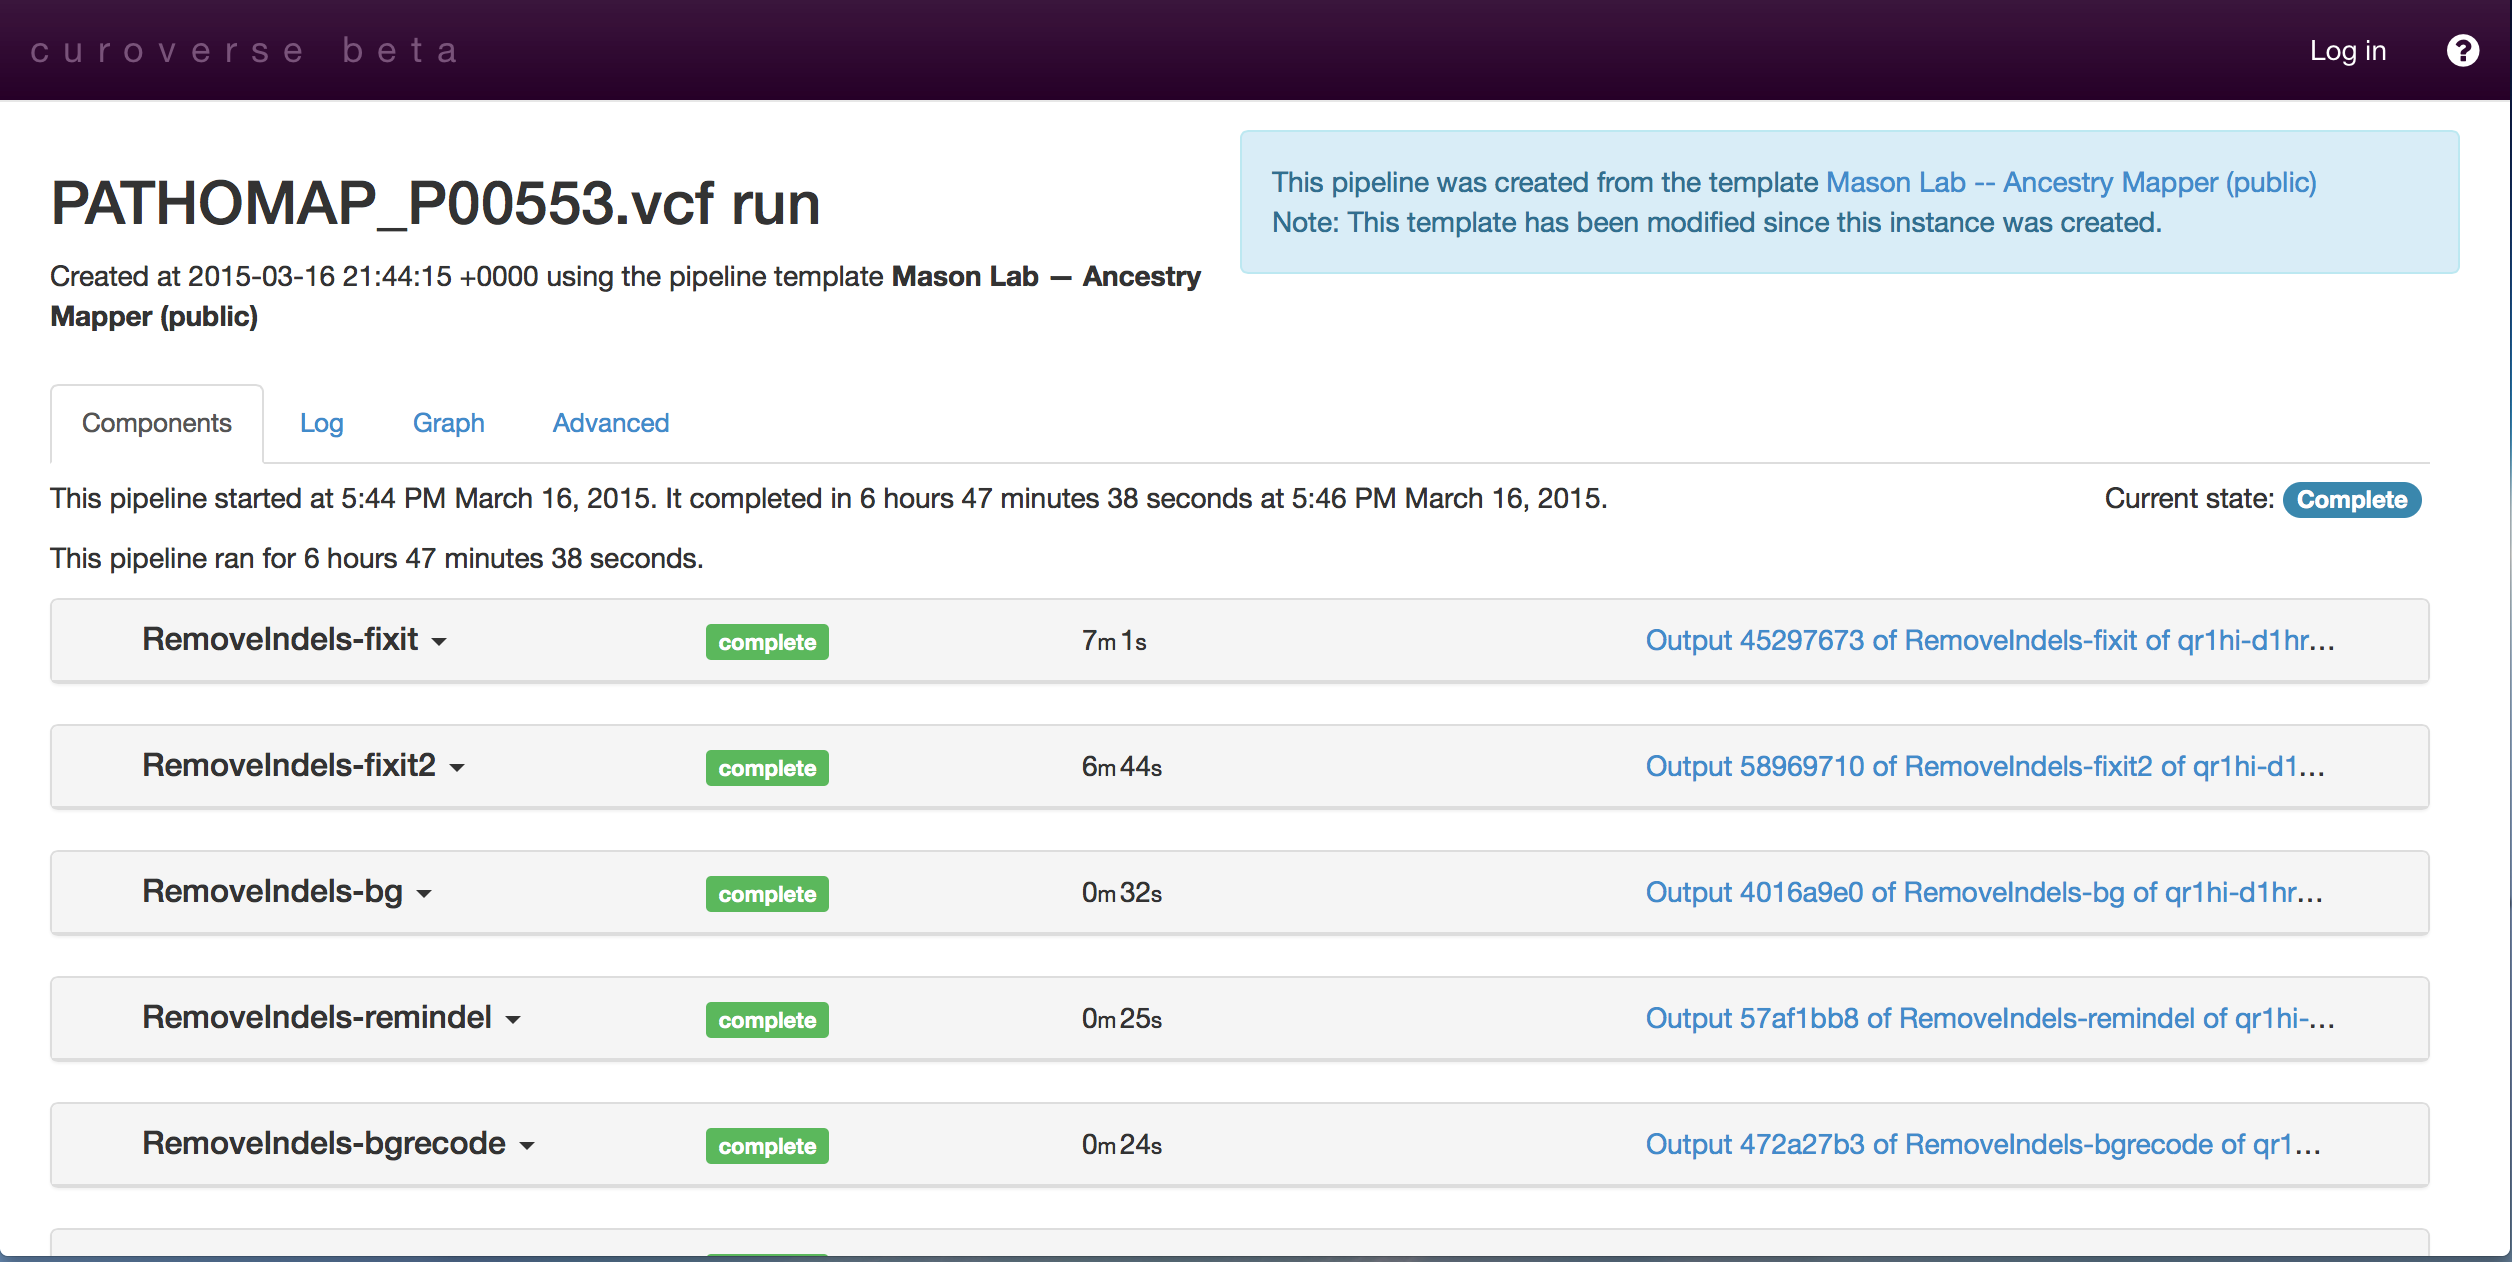 curoverse beta
Log in
?
PATHOMAP_P00553.vcf run
This pipeline was created from the template Mason Lab -- Ancestry Mapper (public)
Note: This template has been modified since this instance was created.
Created at 2015-03-16 21:44:15 +0000 using the pipeline template Mason Lab — Ancestry
Mapper (public)
Components Log Graph Advanced
This pipeline started at 5:44 PM March 16, 2015. It completed in 6 hours 47 minutes 38 seconds at 5:46 PM March 16, 2015.
Current state: Complete
This pipeline ran for 6 hours 47 minutes 38 seconds.
RemoveIndels-fixit complete 7m 1s Output 45297673 of RemoveIndels-fixit of qr1hi-d1hr...
RemoveIndels-fixit2 complete 6m 44s Output 58969710 of RemoveIndels-fixit2 of qr1hi-d1...
RemoveIndels-bg complete 0m 32s Output 4016a9e0 of RemoveIndels-bg of qr1hi-d1hr...
RemoveIndels-remindel complete 0m 25s Output 57af1bb8 of RemoveIndels-remindel of qr1hi-...
RemoveIndels-bgrecode complete 0m 24s Output 472a27b3 of RemoveIndels-bgrecode of qr1...